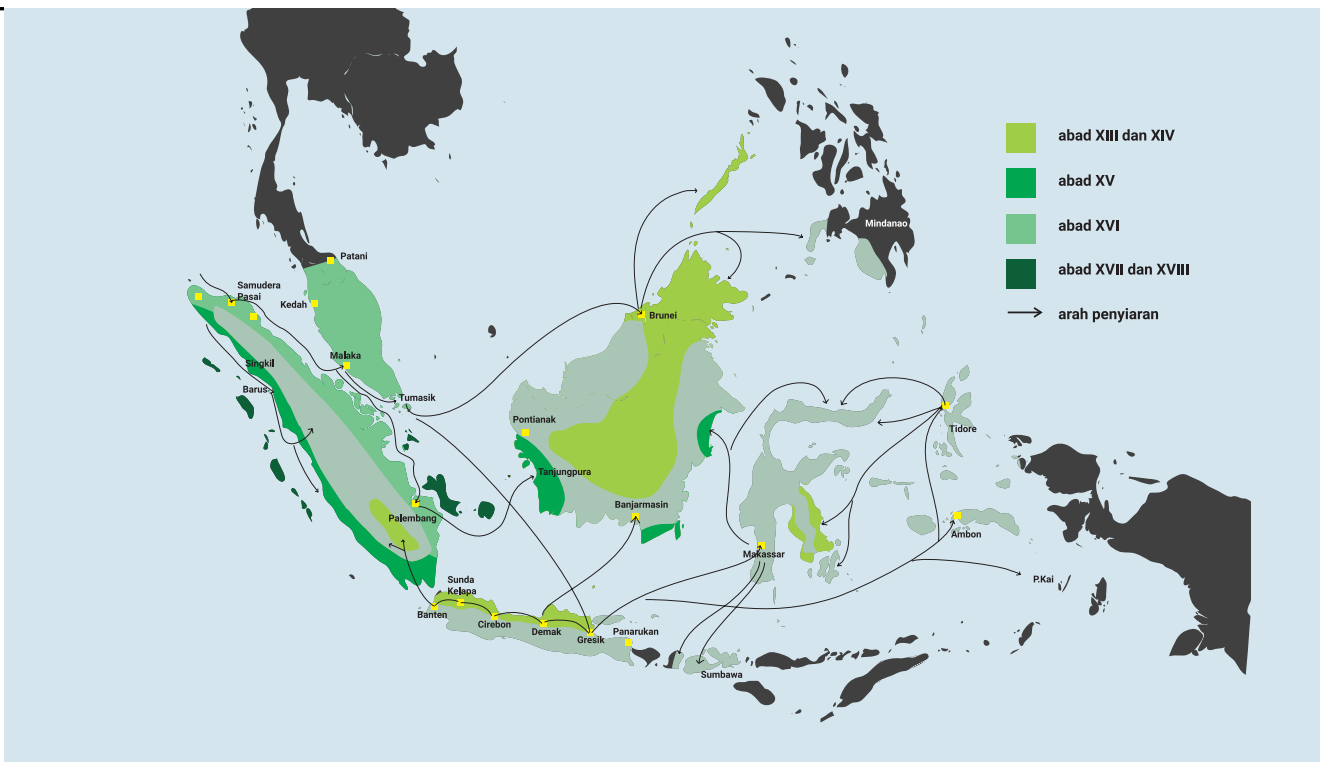 abad XIII dan XIV
abad XV
abad XVI
abad XVII dan XVIII
arah penyiaran
Mindanao
Patani
Samudera
Pasai
Kedah
Brunei
Malaka
Singkil
Barus
Tumasik
Pontianak
Tidore
Tanjungpura
Banjarmasin
Palembang
Ambon
Makassar
P.Kai
Sunda
Kelapa
Banten
Cirebon
Demak
Gresik
Panarukan
Sumbawa